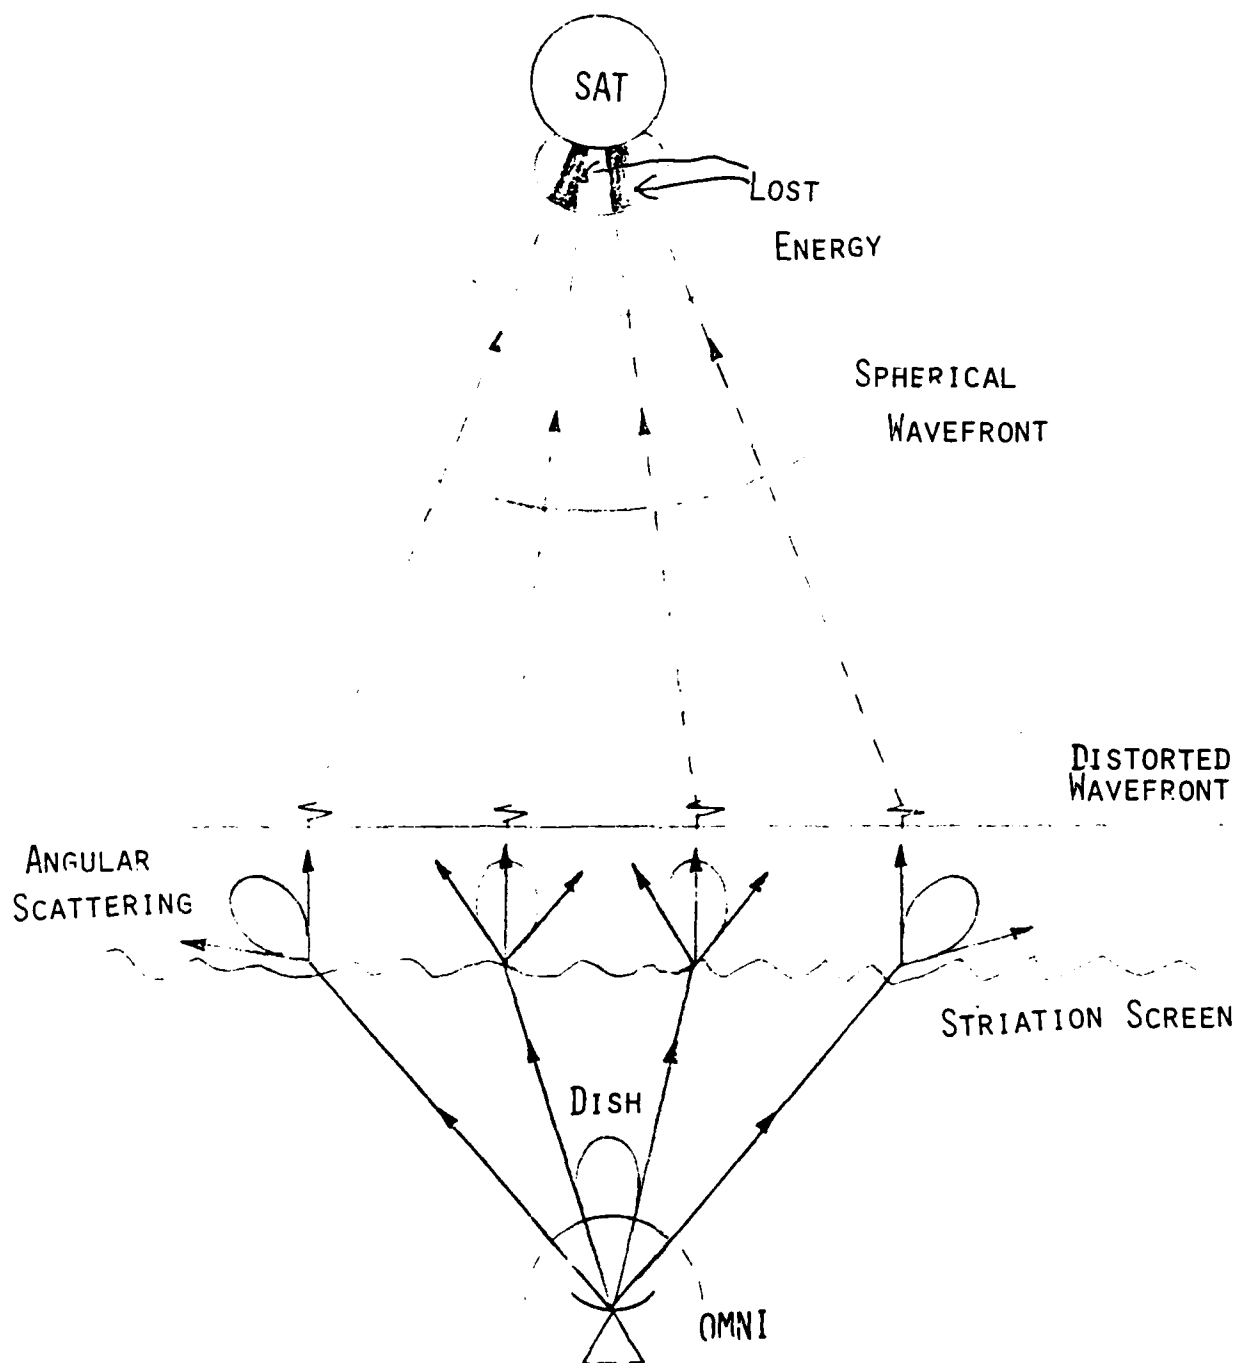 SAT
LOST
ENERGY
SPHERICAL
WAVEFRONT
DISTORTED
WAVEFRONT
ANGULAR
SCATTERING
STRIATION SCREEN
DISH
OMNI